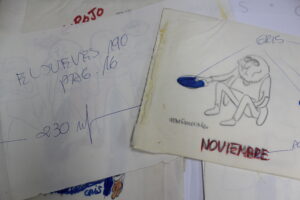 ROJO
EL JUEVES 190
PAG. 16
230
GRIS
NOVIEMBRE
GRIS